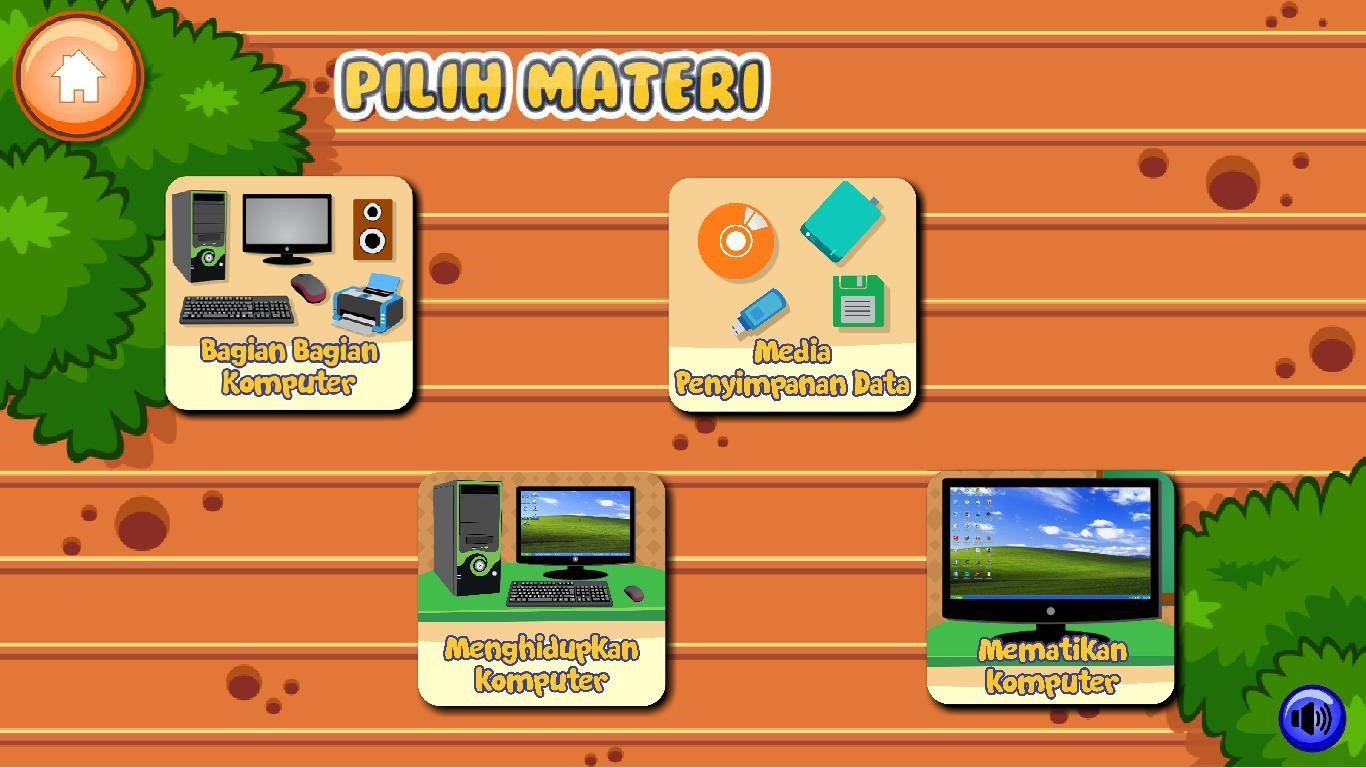 PILIH MATERI
Bagian Bagian
Komputer
Media
Penyimpanan Data
Menghidupkan
Komputer
Mematikan
Komputer